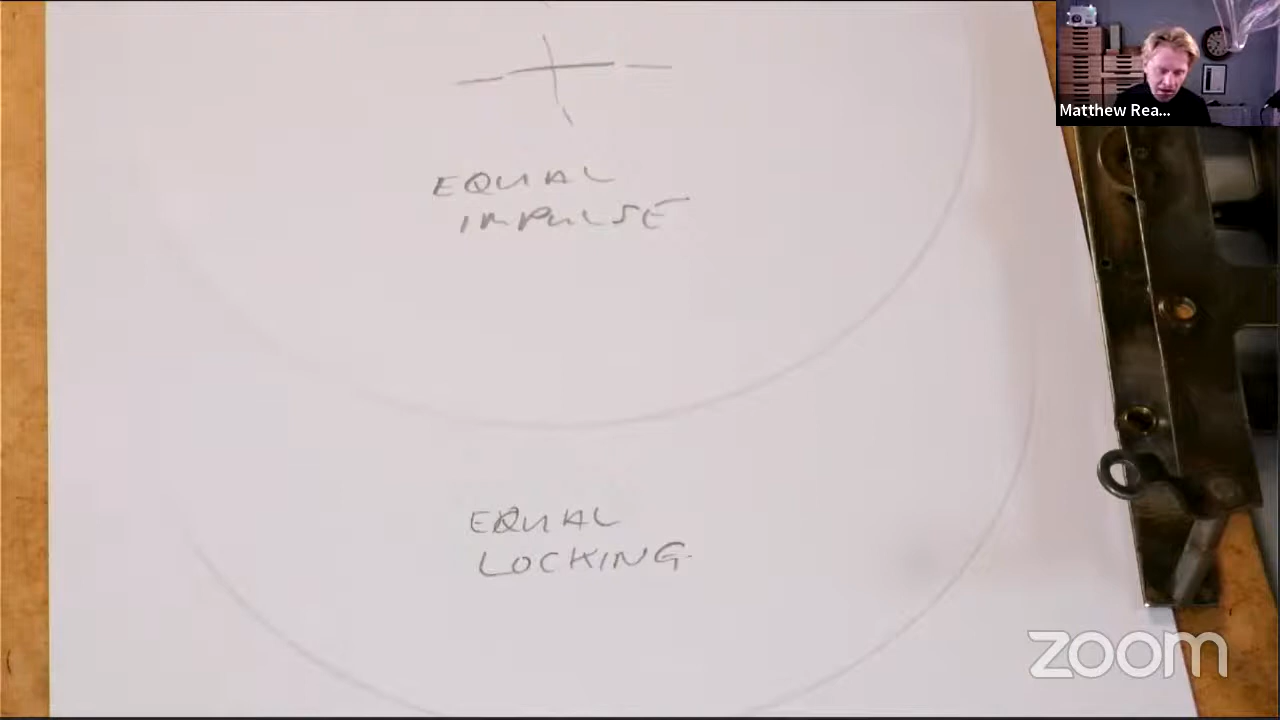 Matthew Rea...
EQUAL
IMPULSE
EQUAL
LOCKING.
zoom